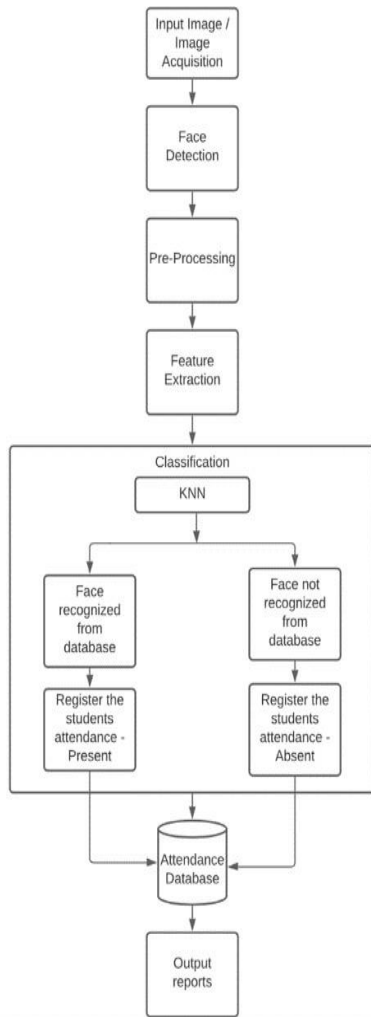 Input Image /
Image
Acquisition
Face
Detection
Pre-Processing
Feature
Extraction
Classification
KNN
Face
recognized
from
database
Face not
recognized
from
database
Register the
students
attendance -
Present
Register the
students
attendance -
Absent
Attendance
Database
Output
reports